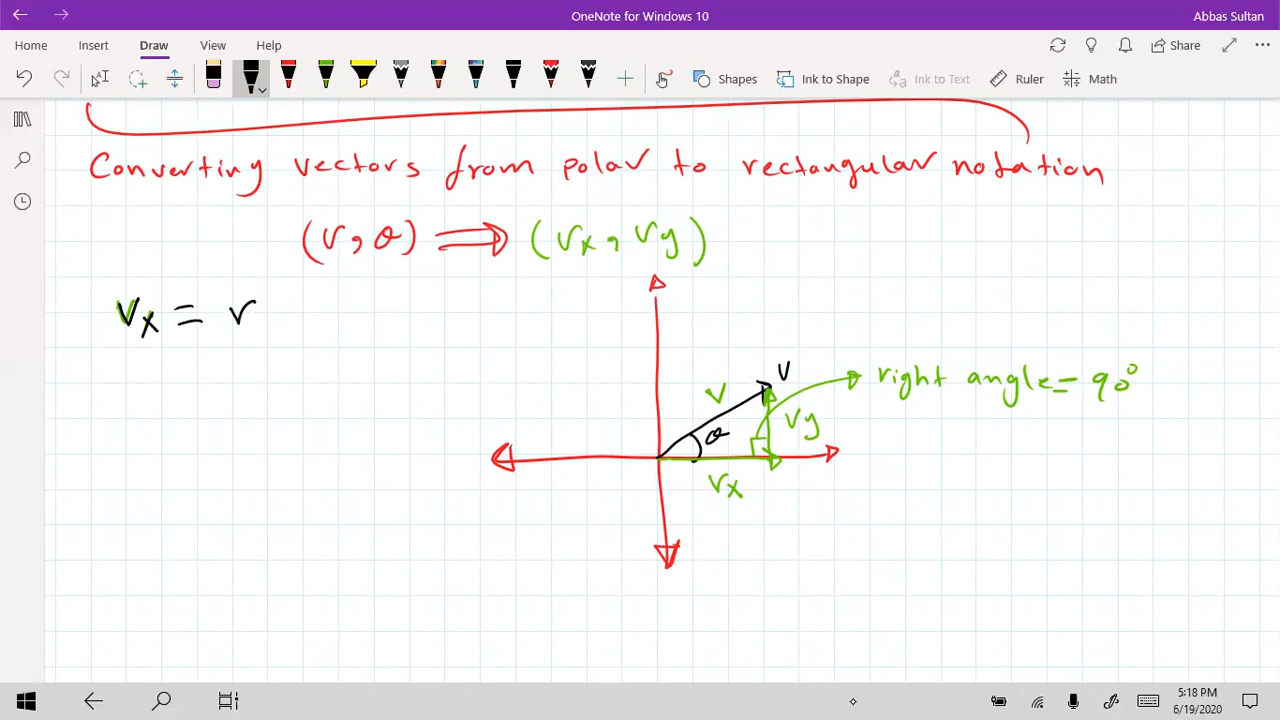 OneNote for Windows 10
Abbas Sultan
Home Insert Draw View Help
Share
Shapes Ink to Shape Ink to Text Ruler Math
Converting vectors from polar to rectangular notation
(v, θ) ⟹ (vx, vy)
vx = v
v
v
θ
vy
vx
right angle = 90°
5:18 PM
6/19/2020